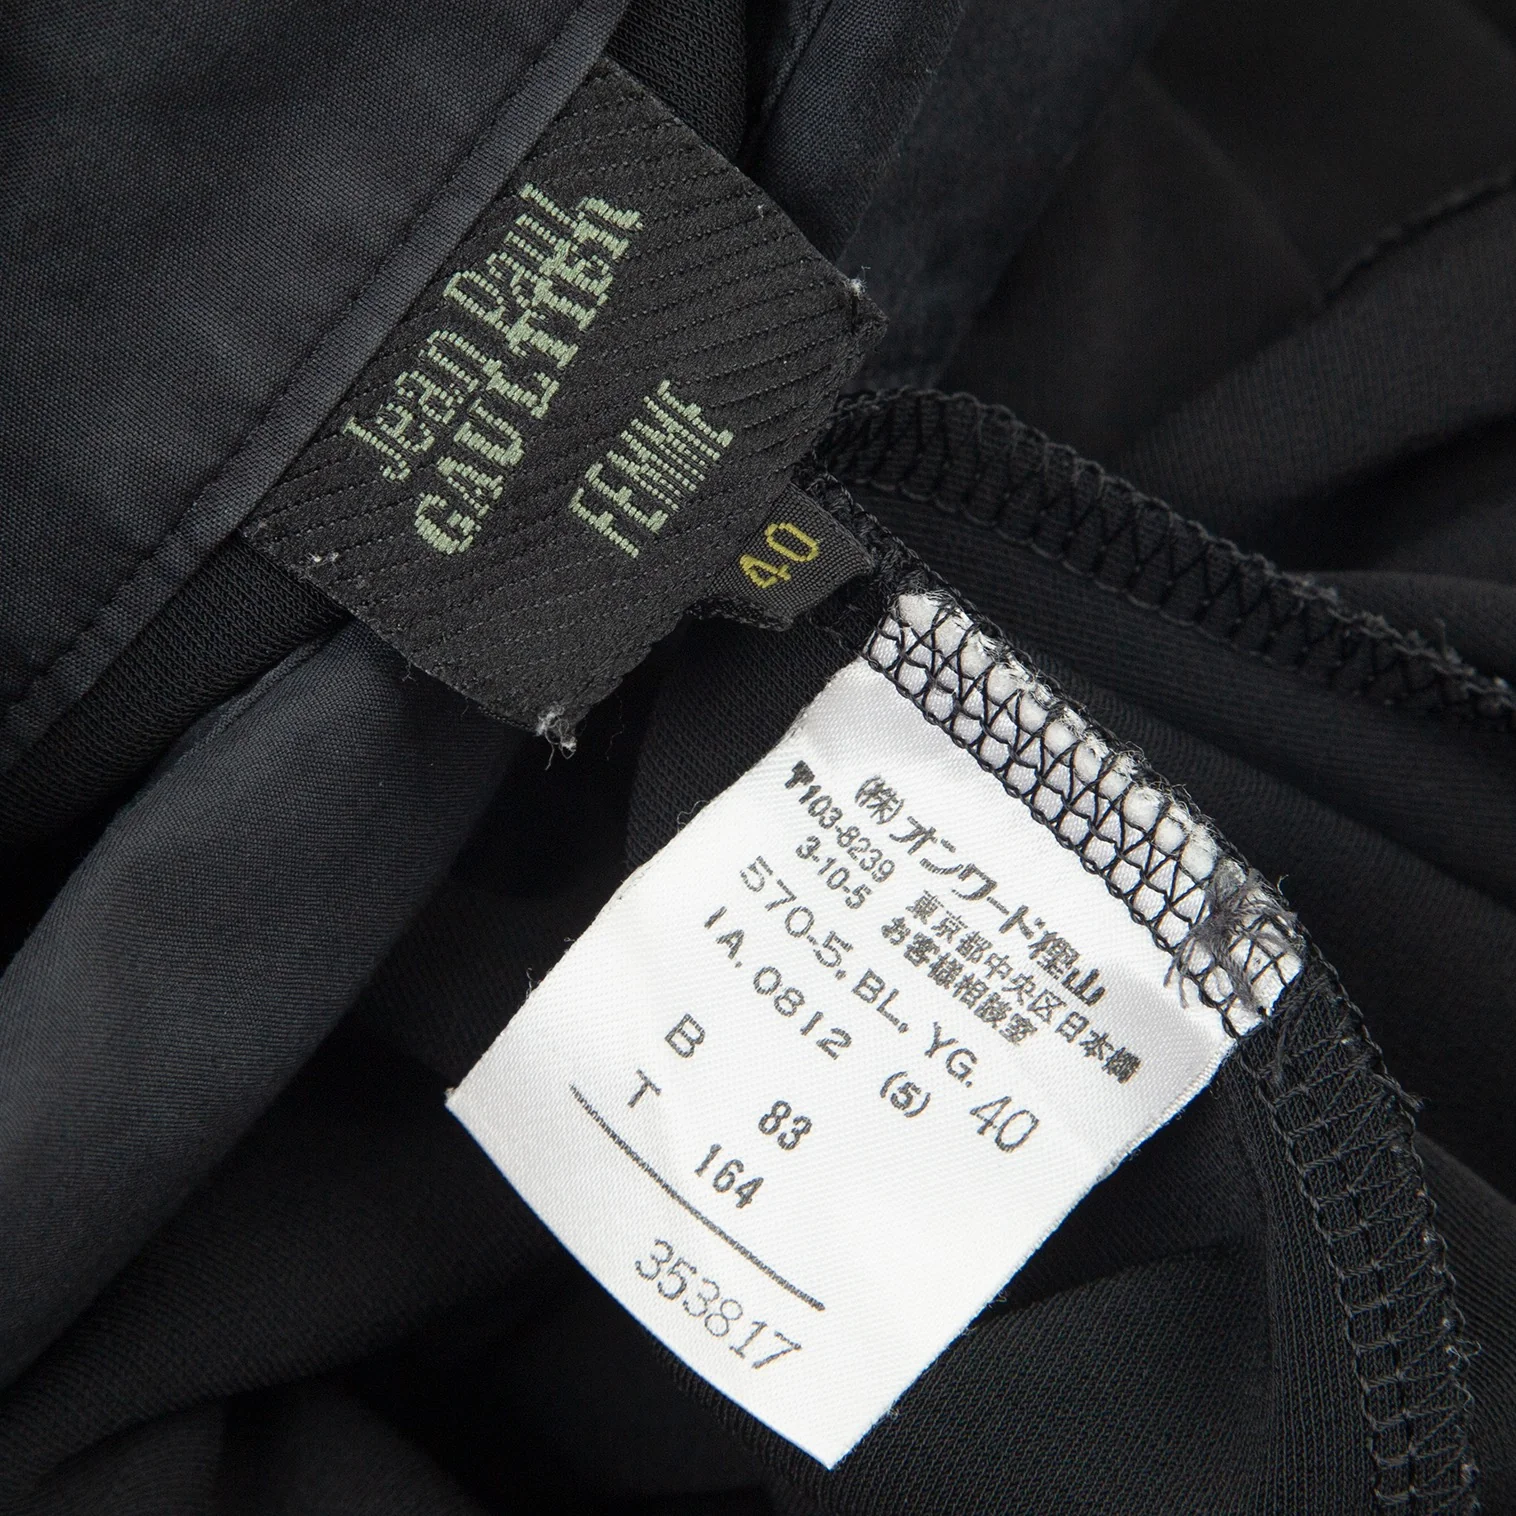 Jean Paul
GAULTIER
FEMME
40
(株)オンワード樫山
〒103-8239 東京都中央区日本橋
3-10-5 お客様相談室
570-5. BL. YG. 40
IA. 0812 (5)
B 83
T 164
353817